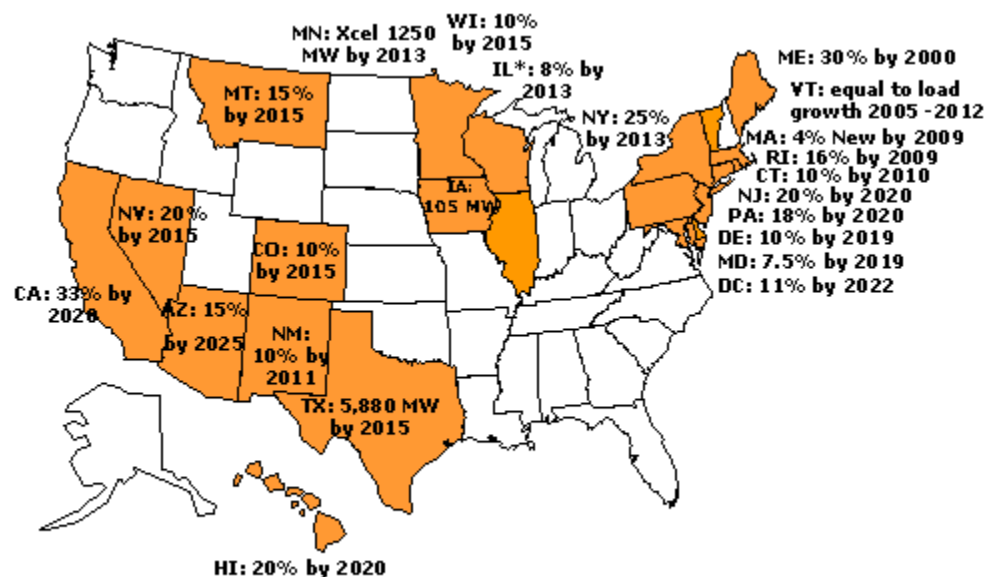 MN: Xcel 1250
MW by 2013
WI: 10%
by 2015
IL*: 8% by
2013
ME: 30% by 2000
VT: equal to load
growth 2005 -2012
MT: 15%
by 2015
NY: 25%
by 2013
MA: 4% New by 2009
RI: 16% by 2009
CT: 10% by 2010
NJ: 20% by 2020
PA: 18% by 2020
DE: 10% by 2019
MD: 7.5% by 2019
DC: 11% by 2022
IA:
105 MW
NV: 20%
by 2015
CO: 10%
by 2015
CA: 33% by
2020
AZ: 15%
by 2025
NM:
10% by
2011
TX: 5,880 MW
by 2015
HI: 20% by 2020